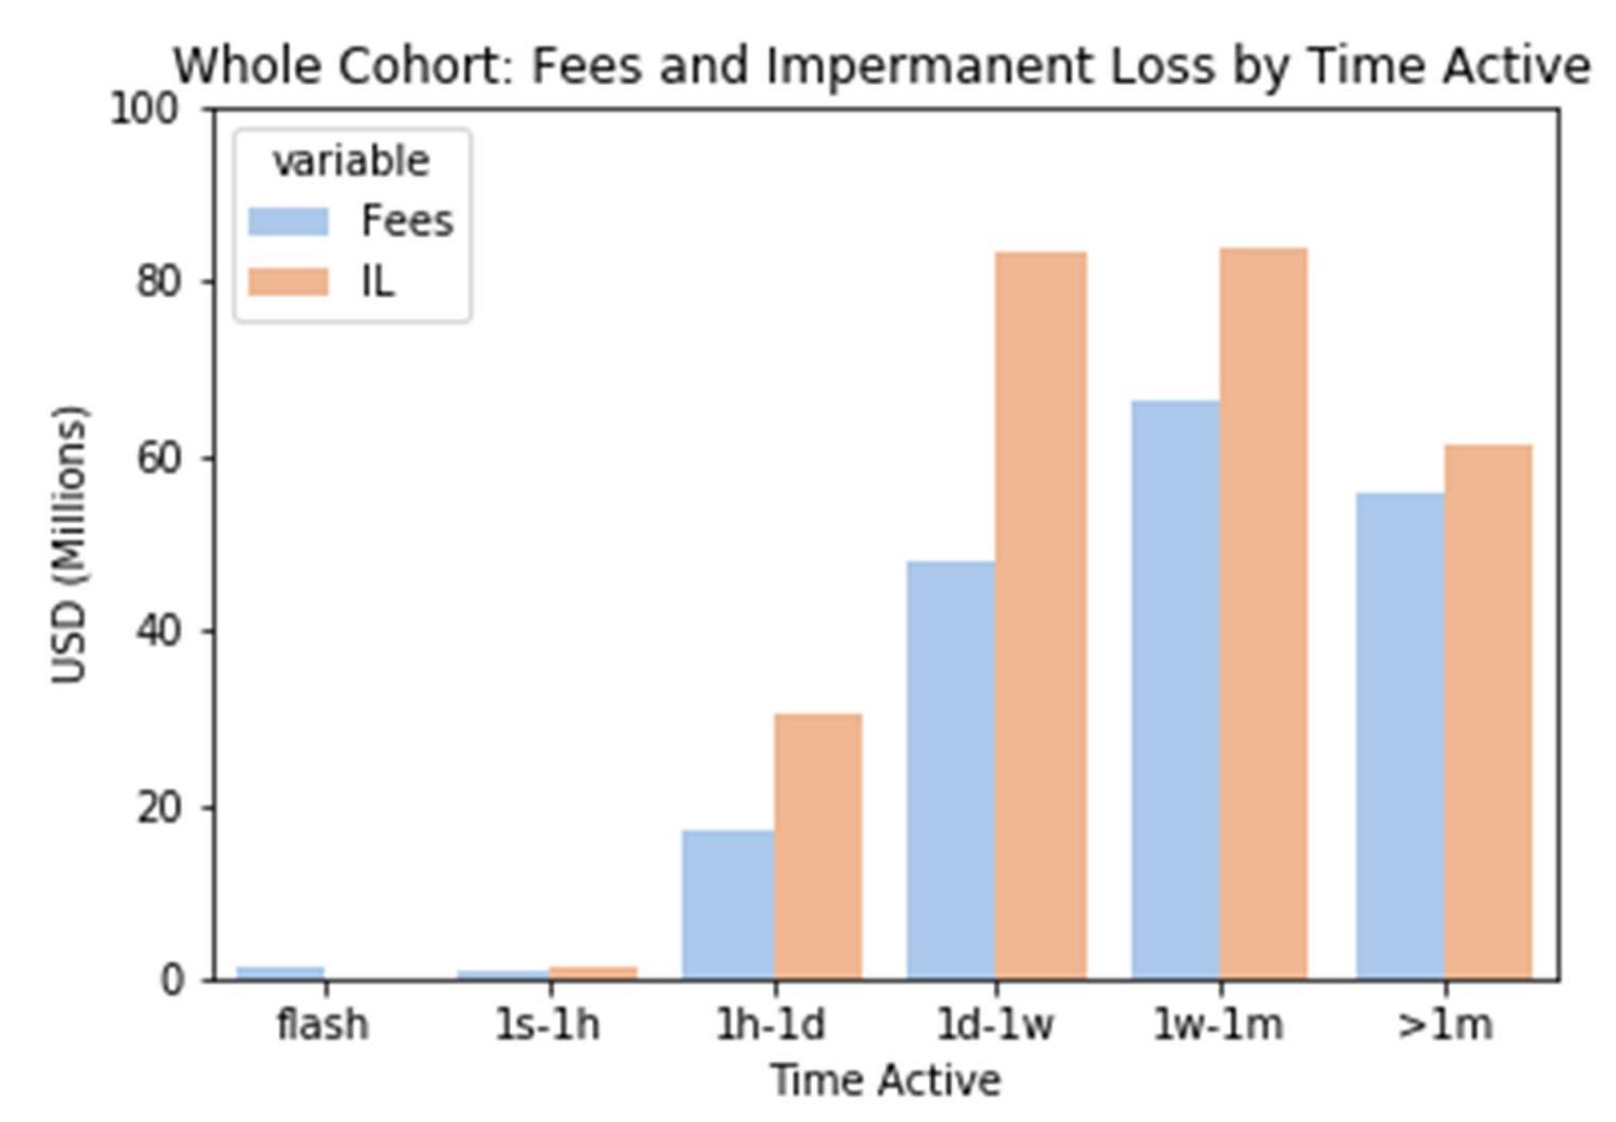 Whole Cohort: Fees and Impermanent Loss by Time Active
variable
Fees
IL
USD (Millions)
100
80
60
40
20
0
flash 1s-1h 1h-1d 1d-1w 1w-1m >1m
Time Active